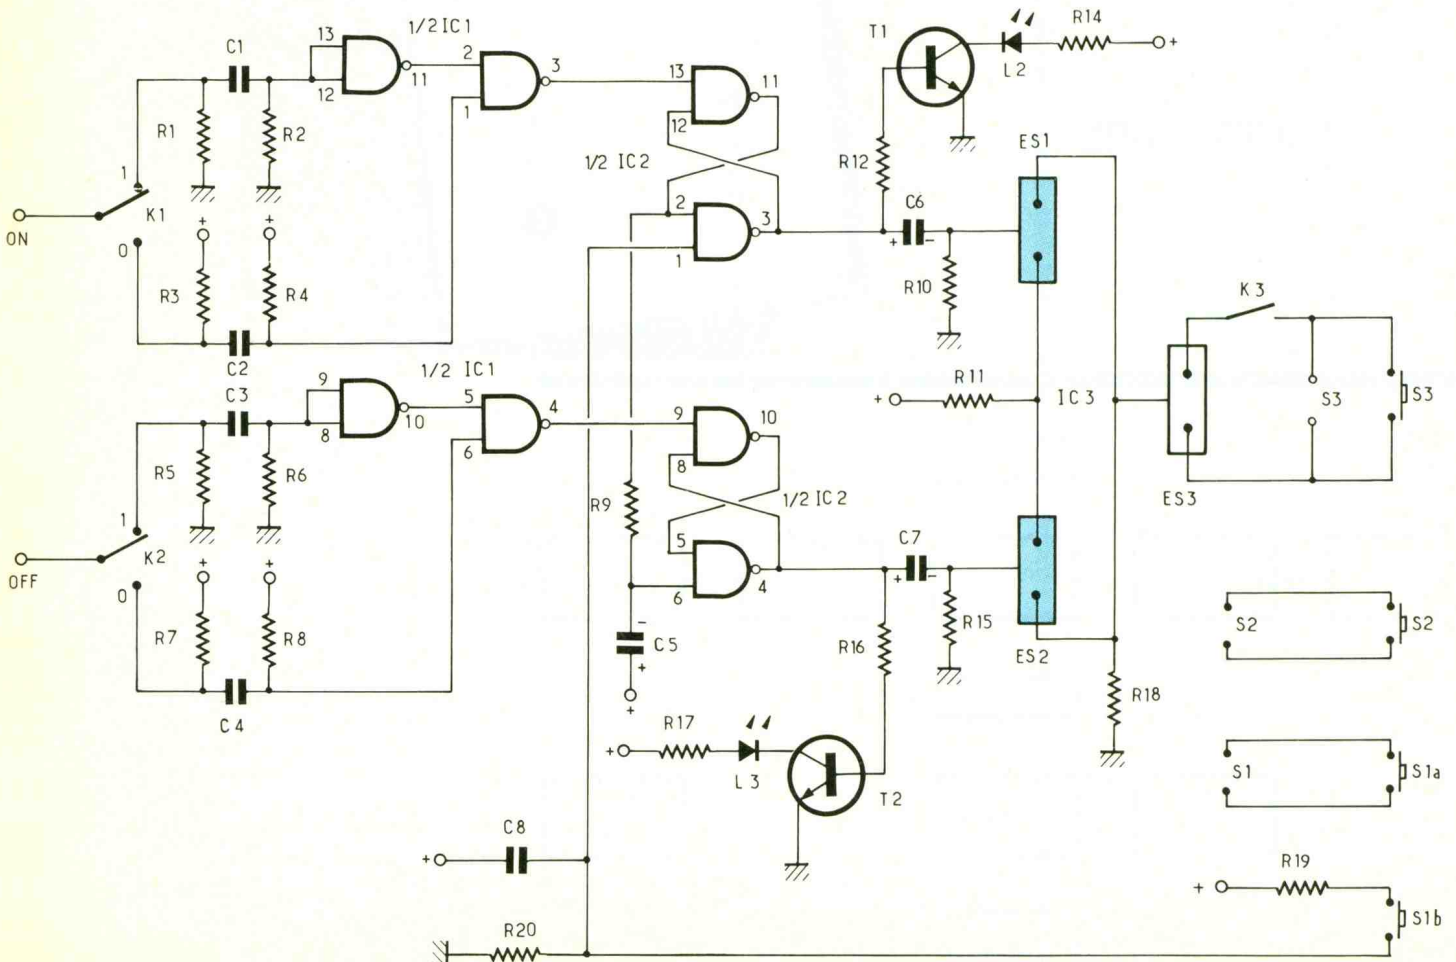 1/2 IC1
C1
13
12
11
2
1
3
R1
R2
1
K1
0
ON
+
+
R3
R4
C2
13
12
11
1/2 IC2
2
1
3
T1
L2
R14
+
R12
C6
+
-
R10
ES1
R11
+
IC3
K3
S3
S3
ES3
1/2 IC1
C3
9
8
10
5
6
4
R5
R6
1
K2
0
OFF
+
+
R7
R8
C4
9
8
10
1/2 IC2
R9
5
6
4
-
C5
+
+
C7
+
-
R15
R16
ES2
R18
S2
S2
R17
+
L3
T2
S1
S1a
C8
+
R19
+
S1b
R20